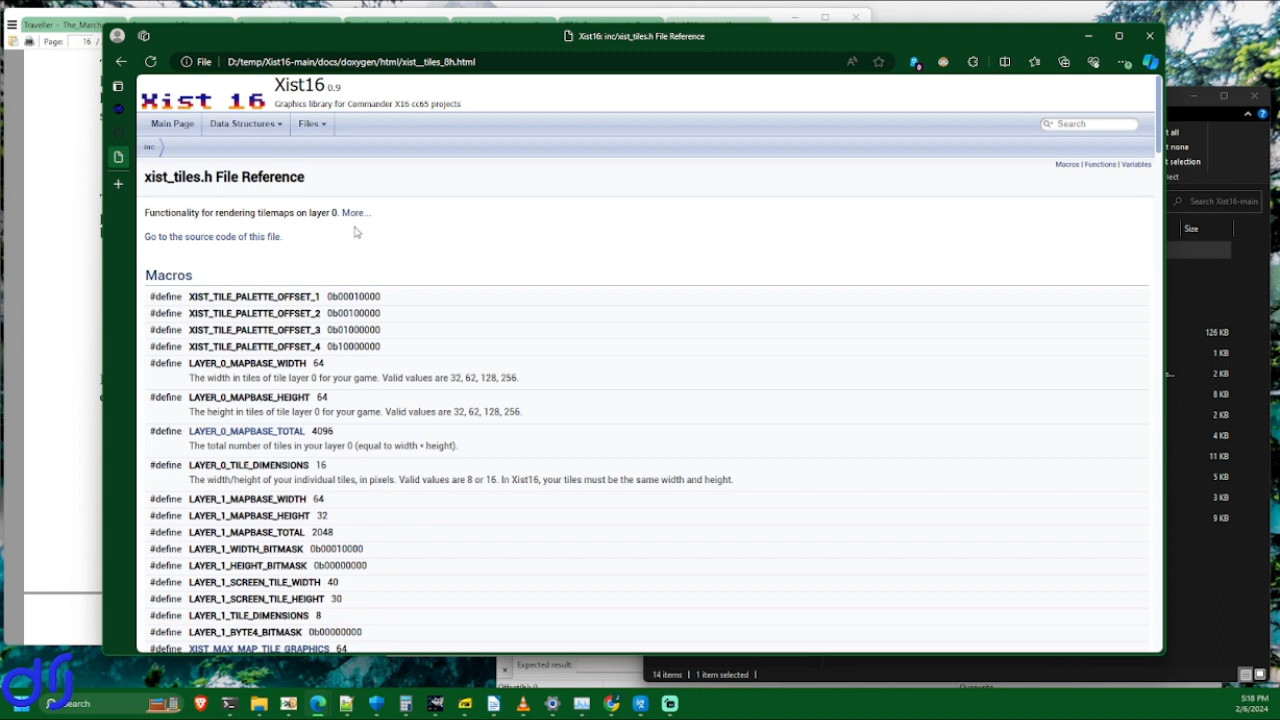 Traveller - The_March
Page: 16 /
Xist16: inc/xist_tiles.h File Reference
File D:/temp/Xist16-main/docs/doxygen/html/xist__tiles_8h.html
Xist 16
Xist16 0.9
Graphics library for Commander X16 cc65 projects
Main Page Data Structures Files Search
inc
Macros | Functions | Variables
xist_tiles.h File Reference
Functionality for rendering tilemaps on layer 0. More...
Go to the source code of this file.
Macros
#define XIST_TILE_PALETTE_OFFSET_1 0b00010000
#define XIST_TILE_PALETTE_OFFSET_2 0b00100000
#define XIST_TILE_PALETTE_OFFSET_3 0b01000000
#define XIST_TILE_PALETTE_OFFSET_4 0b10000000
#define LAYER_0_MAPBASE_WIDTH 64
The width in tiles of tile layer 0 for your game. Valid values are 32, 62, 128, 256.
#define LAYER_0_MAPBASE_HEIGHT 64
The height in tiles of tile layer 0 for your game. Valid values are 32, 62, 128, 256.
#define LAYER_0_MAPBASE_TOTAL 4096
The total number of tiles in your layer 0 (equal to width * height).
#define LAYER_0_TILE_DIMENSIONS 16
The width/height of your individual tiles, in pixels. Valid values are 8 or 16. In Xist16, your tiles must be the same width and height.
#define LAYER_1_MAPBASE_WIDTH 64
#define LAYER_1_MAPBASE_HEIGHT 32
#define LAYER_1_MAPBASE_TOTAL 2048
#define LAYER_1_WIDTH_BITMASK 0b00010000
#define LAYER_1_HEIGHT_BITMASK 0b00000000
#define LAYER_1_SCREEN_TILE_WIDTH 40
#define LAYER_1_SCREEN_TILE_HEIGHT 30
#define LAYER_1_TILE_DIMENSIONS 8
#define LAYER_1_BYTE4_BITMASK 0b00000000
#define XIST_MAX_MAP_TILE_GRAPHICS 64
all
none
selection
Search Xist16-main
Size
126 KB
1 KB
2 KB
8 KB
2 KB
4 KB
11 KB
5 KB
3 KB
9 KB
Expected result:
14 items 1 item selected
Search
5:18 PM
2/6/2024